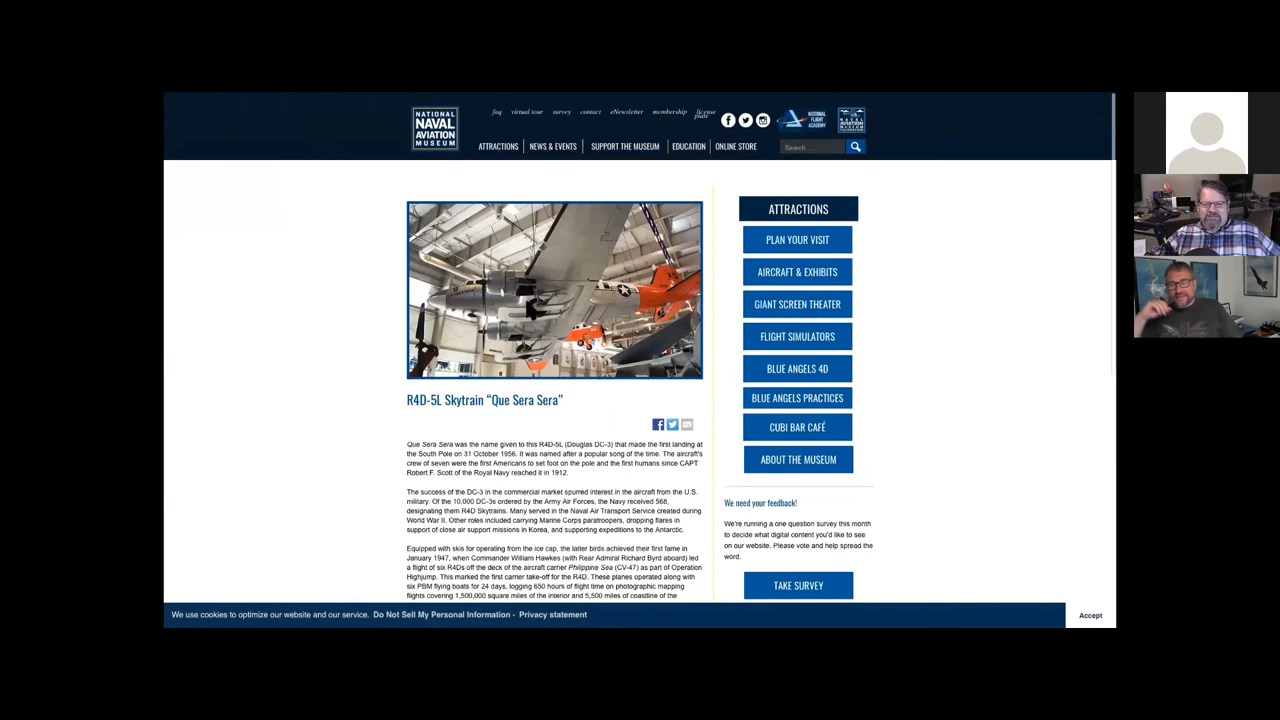 NATIONAL
NAVAL
AVIATION
MUSEUM
faq virtual tour survey contact eNewsletter membership license plate
NATIONAL FLIGHT ACADEMY
NAVAL AVIATION MUSEUM FOUNDATION
ATTRACTIONS NEWS & EVENTS SUPPORT THE MUSEUM EDUCATION ONLINE STORE
Search …
R4D-5L Skytrain “Que Sera Sera”
Que Sera Sera was the name given to this R4D-5L (Douglas DC-3) that made the first landing at
the South Pole on 31 October 1956. It was named after a popular song of the time. The aircraft's
crew of seven were the first Americans to set foot on the pole and the first humans since CAPT
Robert F. Scott of the Royal Navy reached it in 1912.
The success of the DC-3 in the commercial market spurred interest in the aircraft from the U.S.
military. Of the 10,000 DC-3s ordered by the Army Air Forces, the Navy received 568,
designating them R4D Skytrains. Many served in the Naval Air Transport Service created during
World War II. Other roles included carrying Marine Corps paratroopers, dropping flares in
support of close air support missions in Korea, and supporting expeditions to the Antarctic.
Equipped with skis for operating from the ice cap, the latter birds achieved their first fame in
January 1947, when Commander William Hawkes (with Rear Admiral Richard Byrd aboard) led
a flight of six R4Ds off the deck of the aircraft carrier Philippine Sea (CV-47) as part of Operation
Highjump. This marked the first carrier take-off for the R4D. These planes operated along with
six PBM flying boats for 24 days, logging 650 hours of flight time on photographic mapping
flights covering 1,500,000 square miles of the interior and 5,500 miles of coastline of the
ATTRACTIONS
PLAN YOUR VISIT
AIRCRAFT & EXHIBITS
GIANT SCREEN THEATER
FLIGHT SIMULATORS
BLUE ANGELS 4D
BLUE ANGELS PRACTICES
CUBI BAR CAFÉ
ABOUT THE MUSEUM
We need your feedback!
We're running a one question survey this month
to decide what digital content you'd like to see
on our website. Please vote and help spread the
word.
TAKE SURVEY
We use cookies to optimize our website and our service. Do Not Sell My Personal Information - Privacy statement
Accept